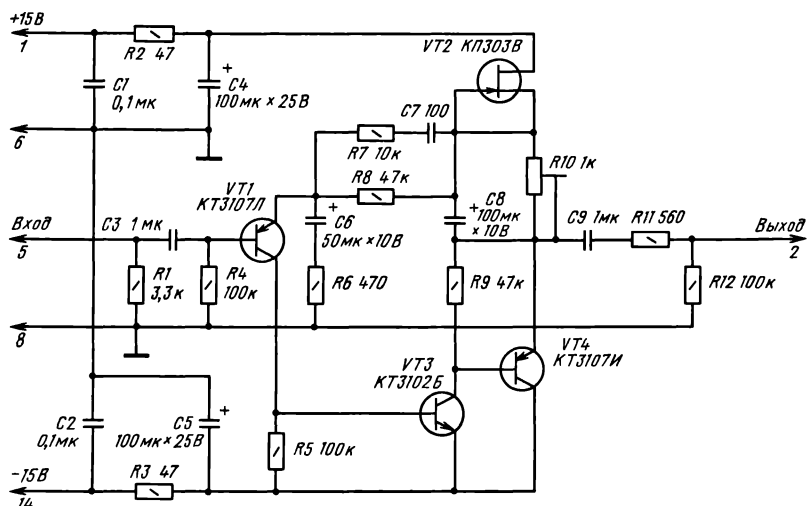 +15В
1
R2 47
C1
0,1мк
+
C4
100мк×25В
6
VT2 КП303В
C7 100
R7 10к
R8 47к
R10 1к
VT1
КТ3107Л
Вход
5
C3 1мк
+
C6
50мк×10В
+
C8
100мк
×10В
C9 1мк
R11 560
Выход
2
R1
3,3к
R4
100к
R6 470
R9 47к
R12 100к
8
VT3
КТ3102Б
VT4
КТ3107И
C2
0,1мк
C5
100мк×25В
+
R5 100к
-15В
14
R3 47